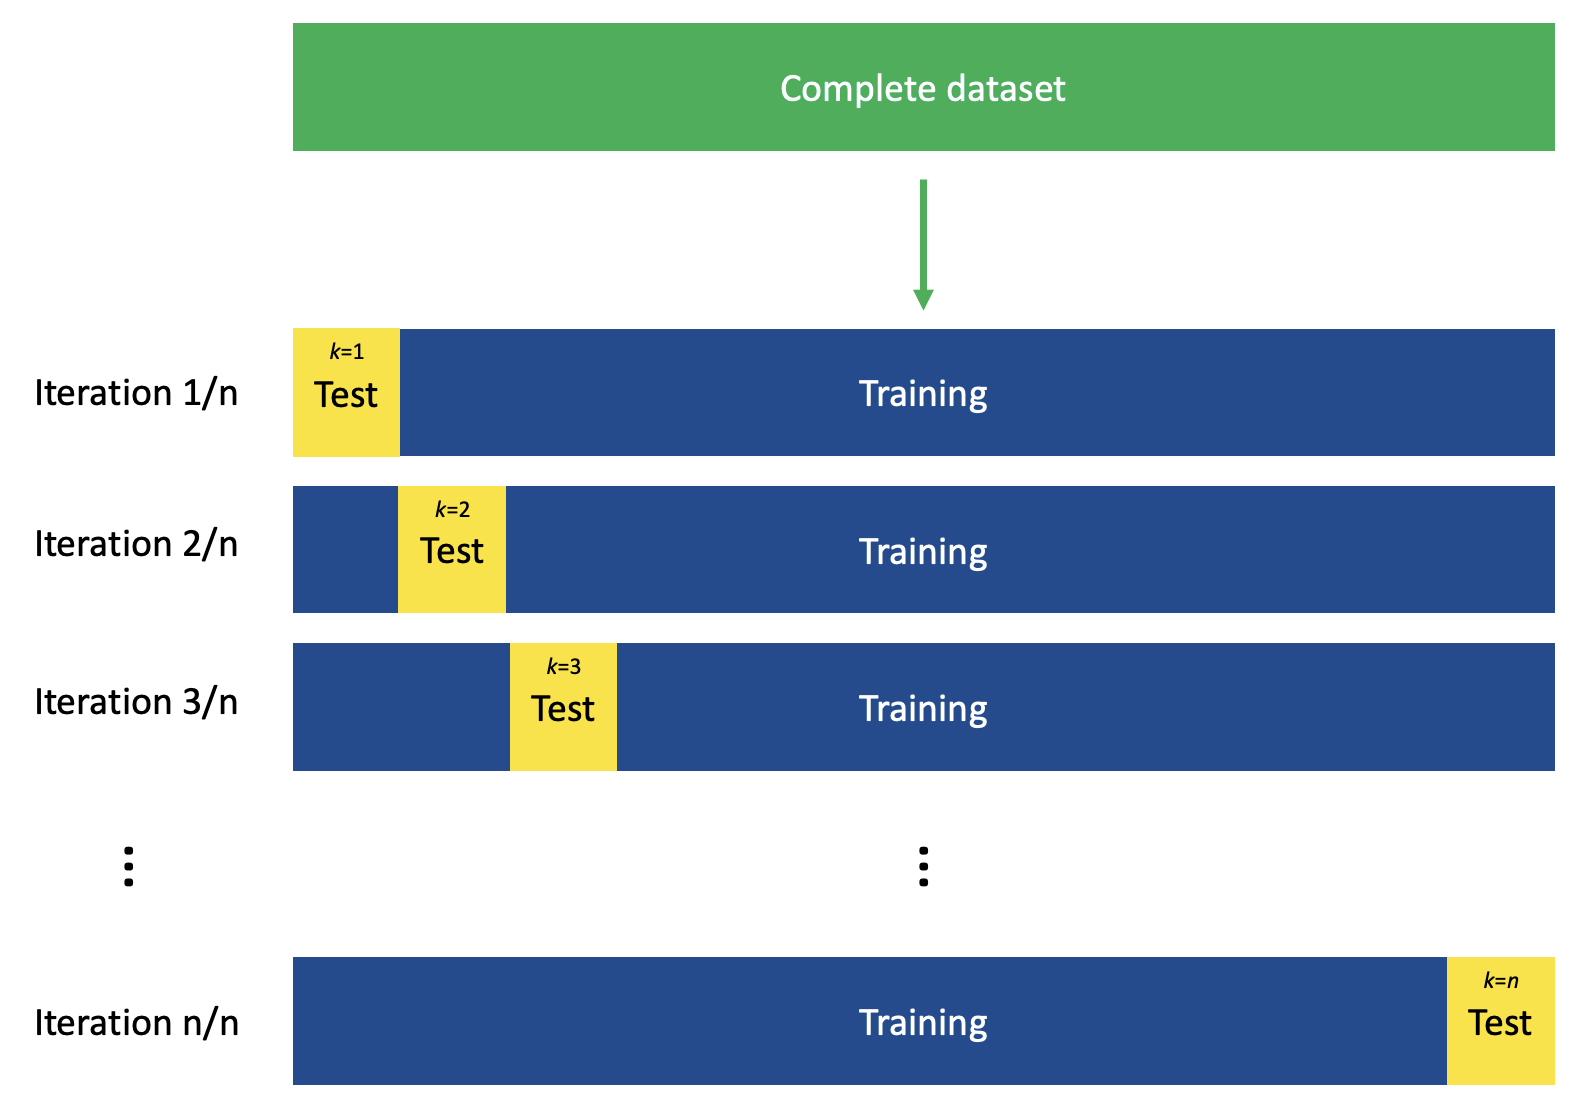 Complete dataset
Iteration 1/n
k=1
Test
Training
Iteration 2/n
k=2
Test
Training
Iteration 3/n
k=3
Test
Training
Iteration n/n
Training
k=n
Test